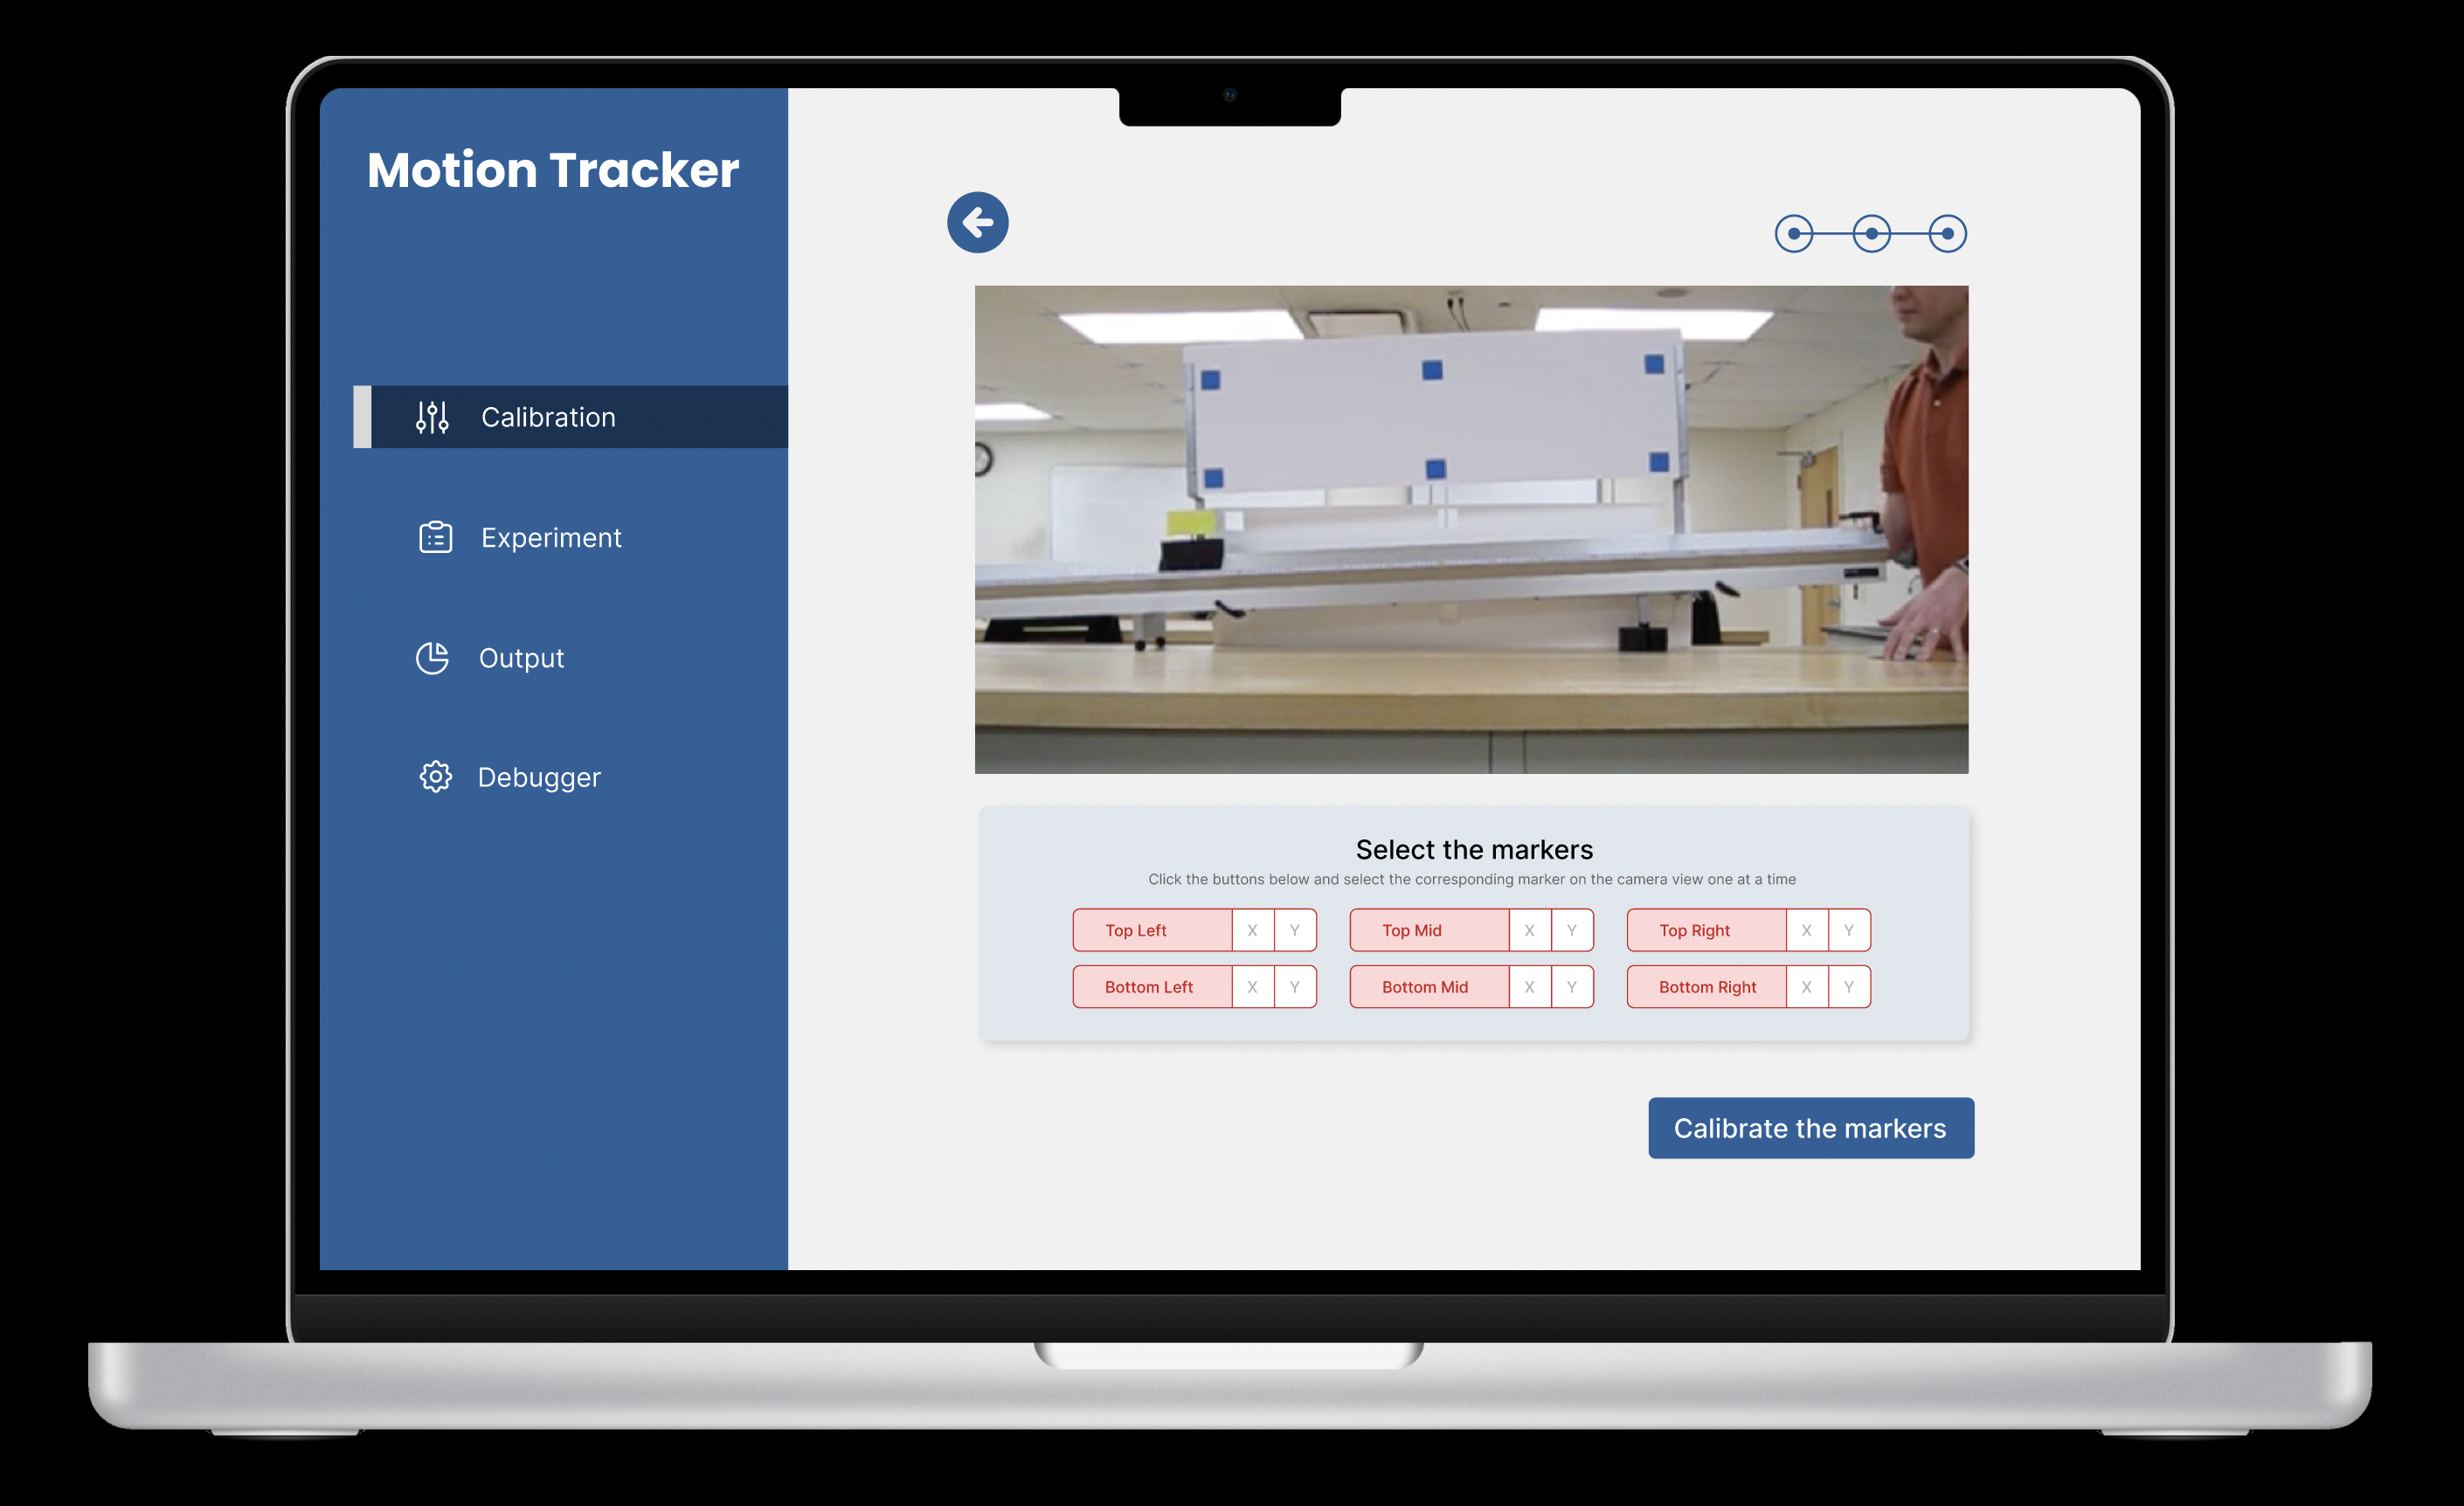 Motion Tracker
Calibration
Experiment
Output
Debugger
Select the markers
Click the buttons below and select the corresponding marker on the camera view one at a time
Top Left X Y Top Mid X Y Top Right X Y
Bottom Left X Y Bottom Mid X Y Bottom Right X Y
Calibrate the markers